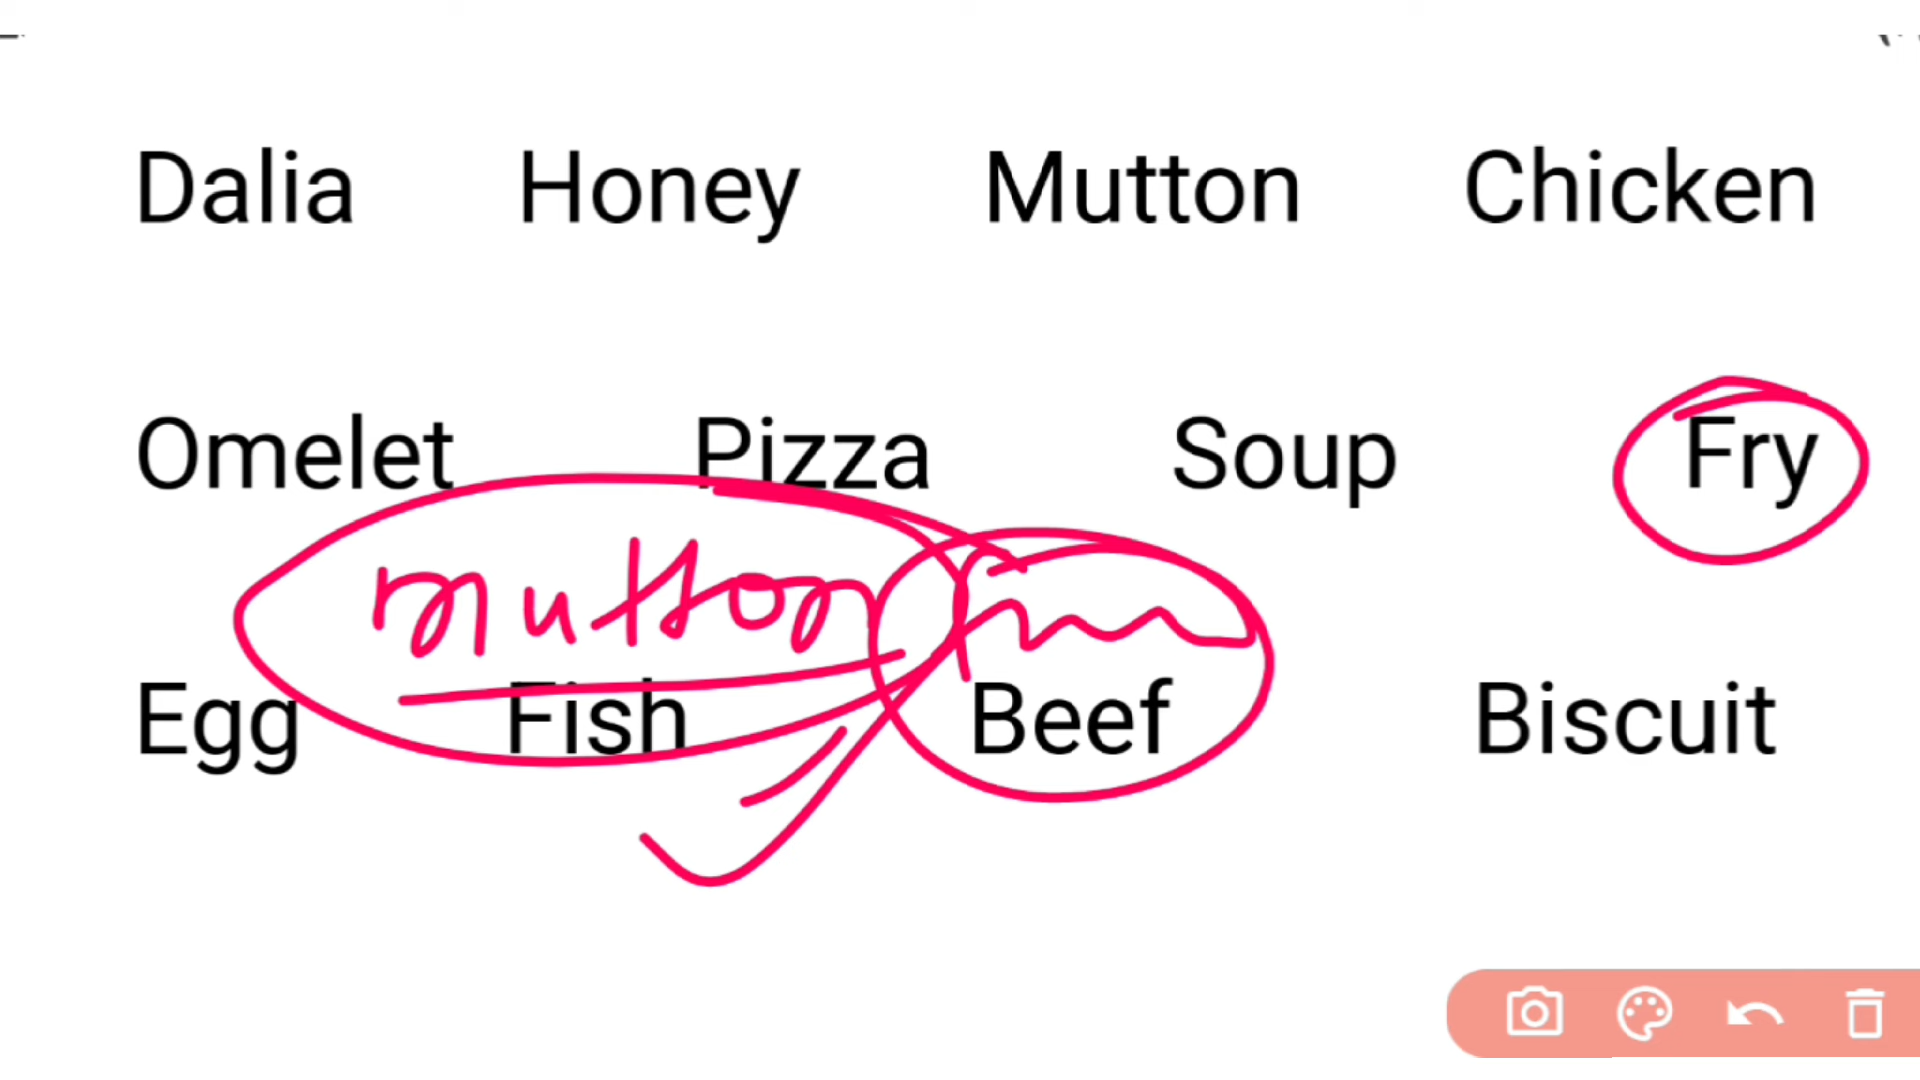 Dalia Honey Mutton Chicken
Omelet Pizza Soup Fry
mutton
Egg Fish Beef Biscuit